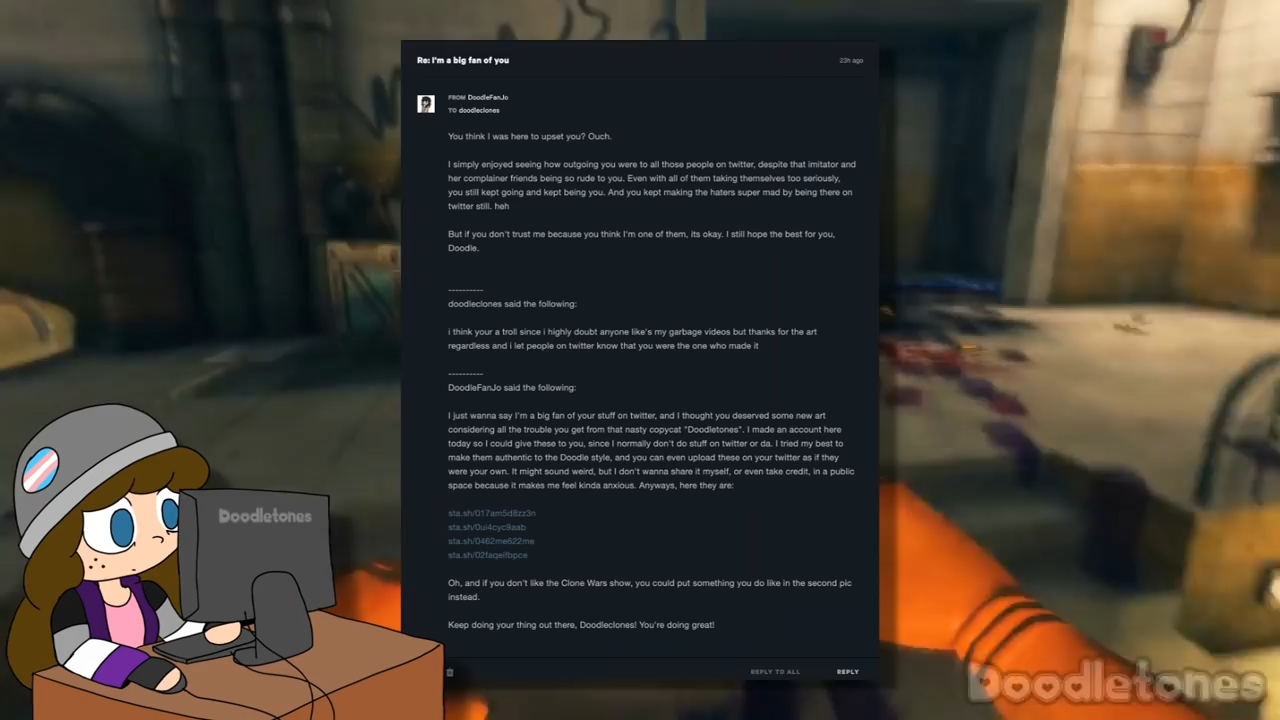 Re: I'm a big fan of you
23h ago
FROM DoodleFanJo
TO doodleclones
You think I was here to upset you? Ouch.
I simply enjoyed seeing how outgoing you were to all those people on twitter, despite that imitator and
her complainer friends being so rude to you. Even with all of them taking themselves too seriously,
you still kept going and kept being you. And you kept making the haters super mad by being there on
twitter still. heh
But if you don't trust me because you think I'm one of them, its okay. I still hope the best for you,
Doodle.
----------
doodleclones said the following:
i think your a troll since i highly doubt anyone like's my garbage videos but thanks for the art
regardless and i let people on twitter know that you were the one who made it
----------
DoodleFanJo said the following:
I just wanna say I'm a big fan of your stuff on twitter, and I thought you deserved some new art
considering all the trouble you get from that nasty copycat "Doodletones". I made an account here
today so I could give these to you, since I normally don't do stuff on twitter or da. I tried my best to
make them authentic to the Doodle style, and you can even upload these on your twitter as if they
were your own. It might sound weird, but I don't wanna share it myself, or even take credit, in a public
space because it makes me feel kinda anxious. Anyways, here they are:
sta.sh/017am5d8zz3n
sta.sh/0ui4cyc9aab
sta.sh/0462me622me
sta.sh/02faqeifbpce
Oh, and if you don't like the Clone Wars show, you could put something you do like in the second pic
instead.
Keep doing your thing out there, Doodleclones! You're doing great!
REPLY TO ALL
REPLY
Doodletones
Doodletones